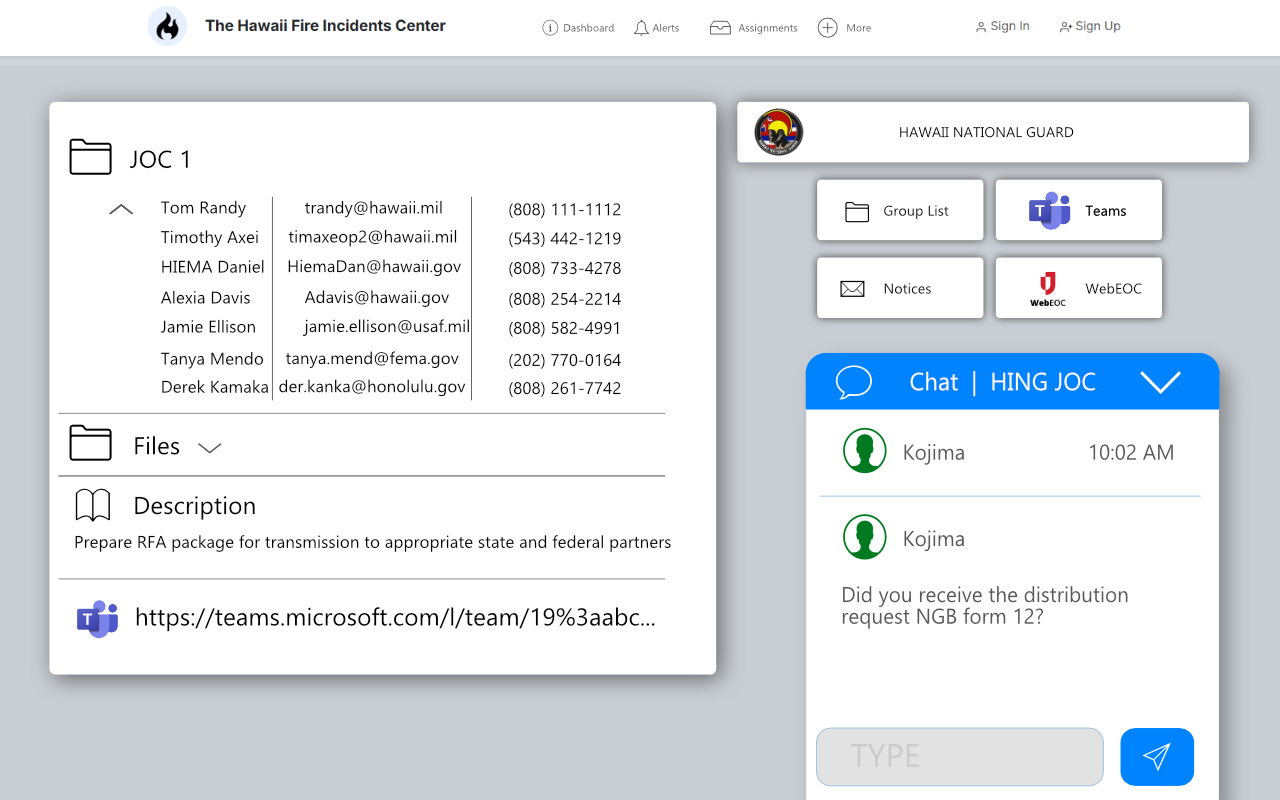 The Hawaii Fire Incidents Center
Dashboard
Alerts
Assignments
More
Sign In
Sign Up
JOC 1
Tom Randy trandy@hawaii.mil (808) 111-1112
Timothy Axei timaxeop2@hawaii.mil (543) 442-1219
HIEMA Daniel HiemaDan@hawaii.gov (808) 733-4278
Alexia Davis Adavis@hawaii.gov (808) 254-2214
Jamie Ellison jamie.ellison@usaf.mil (808) 582-4991
Tanya Mendo tanya.mend@fema.gov (202) 770-0164
Derek Kamaka der.kanka@honolulu.gov (808) 261-7742
Files
Description
Prepare RFA package for transmission to appropriate state and federal partners
T https://teams.microsoft.com/l/team/19%3aabc...
HAWAII NATIONAL GUARD
Group List
T Teams
Notices
WebEOC WebEOC
Chat | HING JOC
Kojima 10:02 AM
Kojima
Did you receive the distribution
request NGB form 12?
TYPE